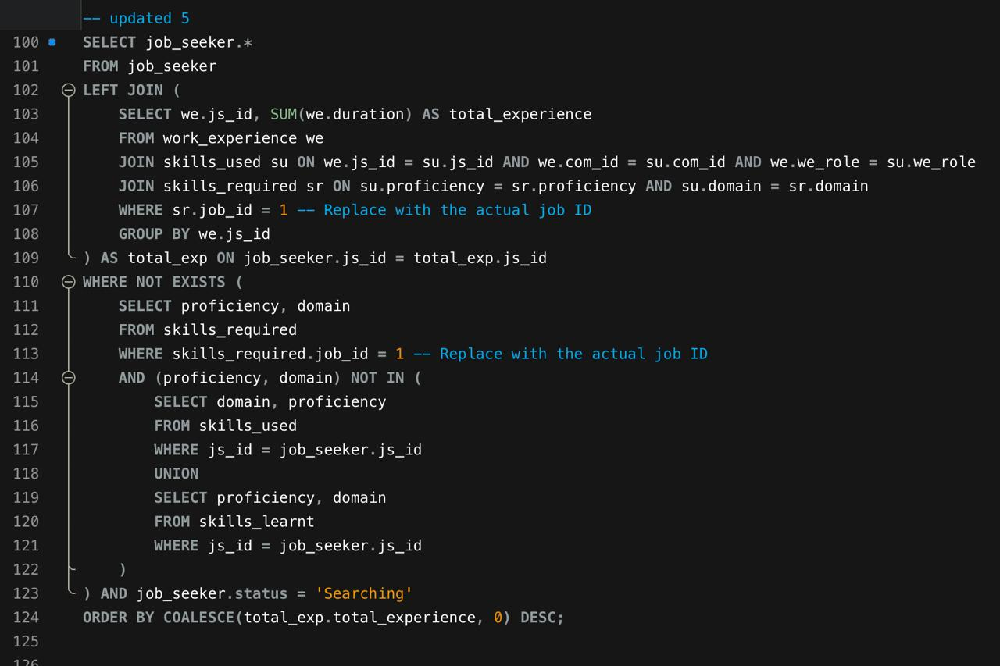 -- updated 5
100 SELECT job_seeker.*
101 FROM job_seeker
102 LEFT JOIN (
103     SELECT we.js_id, SUM(we.duration) AS total_experience
104     FROM work_experience we
105     JOIN skills_used su ON we.js_id = su.js_id AND we.com_id = su.com_id AND we.we_role = su.we_role
106     JOIN skills_required sr ON su.proficiency = sr.proficiency AND su.domain = sr.domain
107     WHERE sr.job_id = 1 -- Replace with the actual job ID
108     GROUP BY we.js_id
109 ) AS total_exp ON job_seeker.js_id = total_exp.js_id
110 WHERE NOT EXISTS (
111     SELECT proficiency, domain
112     FROM skills_required
113     WHERE skills_required.job_id = 1 -- Replace with the actual job ID
114     AND (proficiency, domain) NOT IN (
115         SELECT domain, proficiency
116         FROM skills_used
117         WHERE js_id = job_seeker.js_id
118         UNION
119         SELECT proficiency, domain
120         FROM skills_learnt
121         WHERE js_id = job_seeker.js_id
122     )
123 ) AND job_seeker.status = 'Searching'
124 ORDER BY COALESCE(total_exp.total_experience, 0) DESC;
125
126